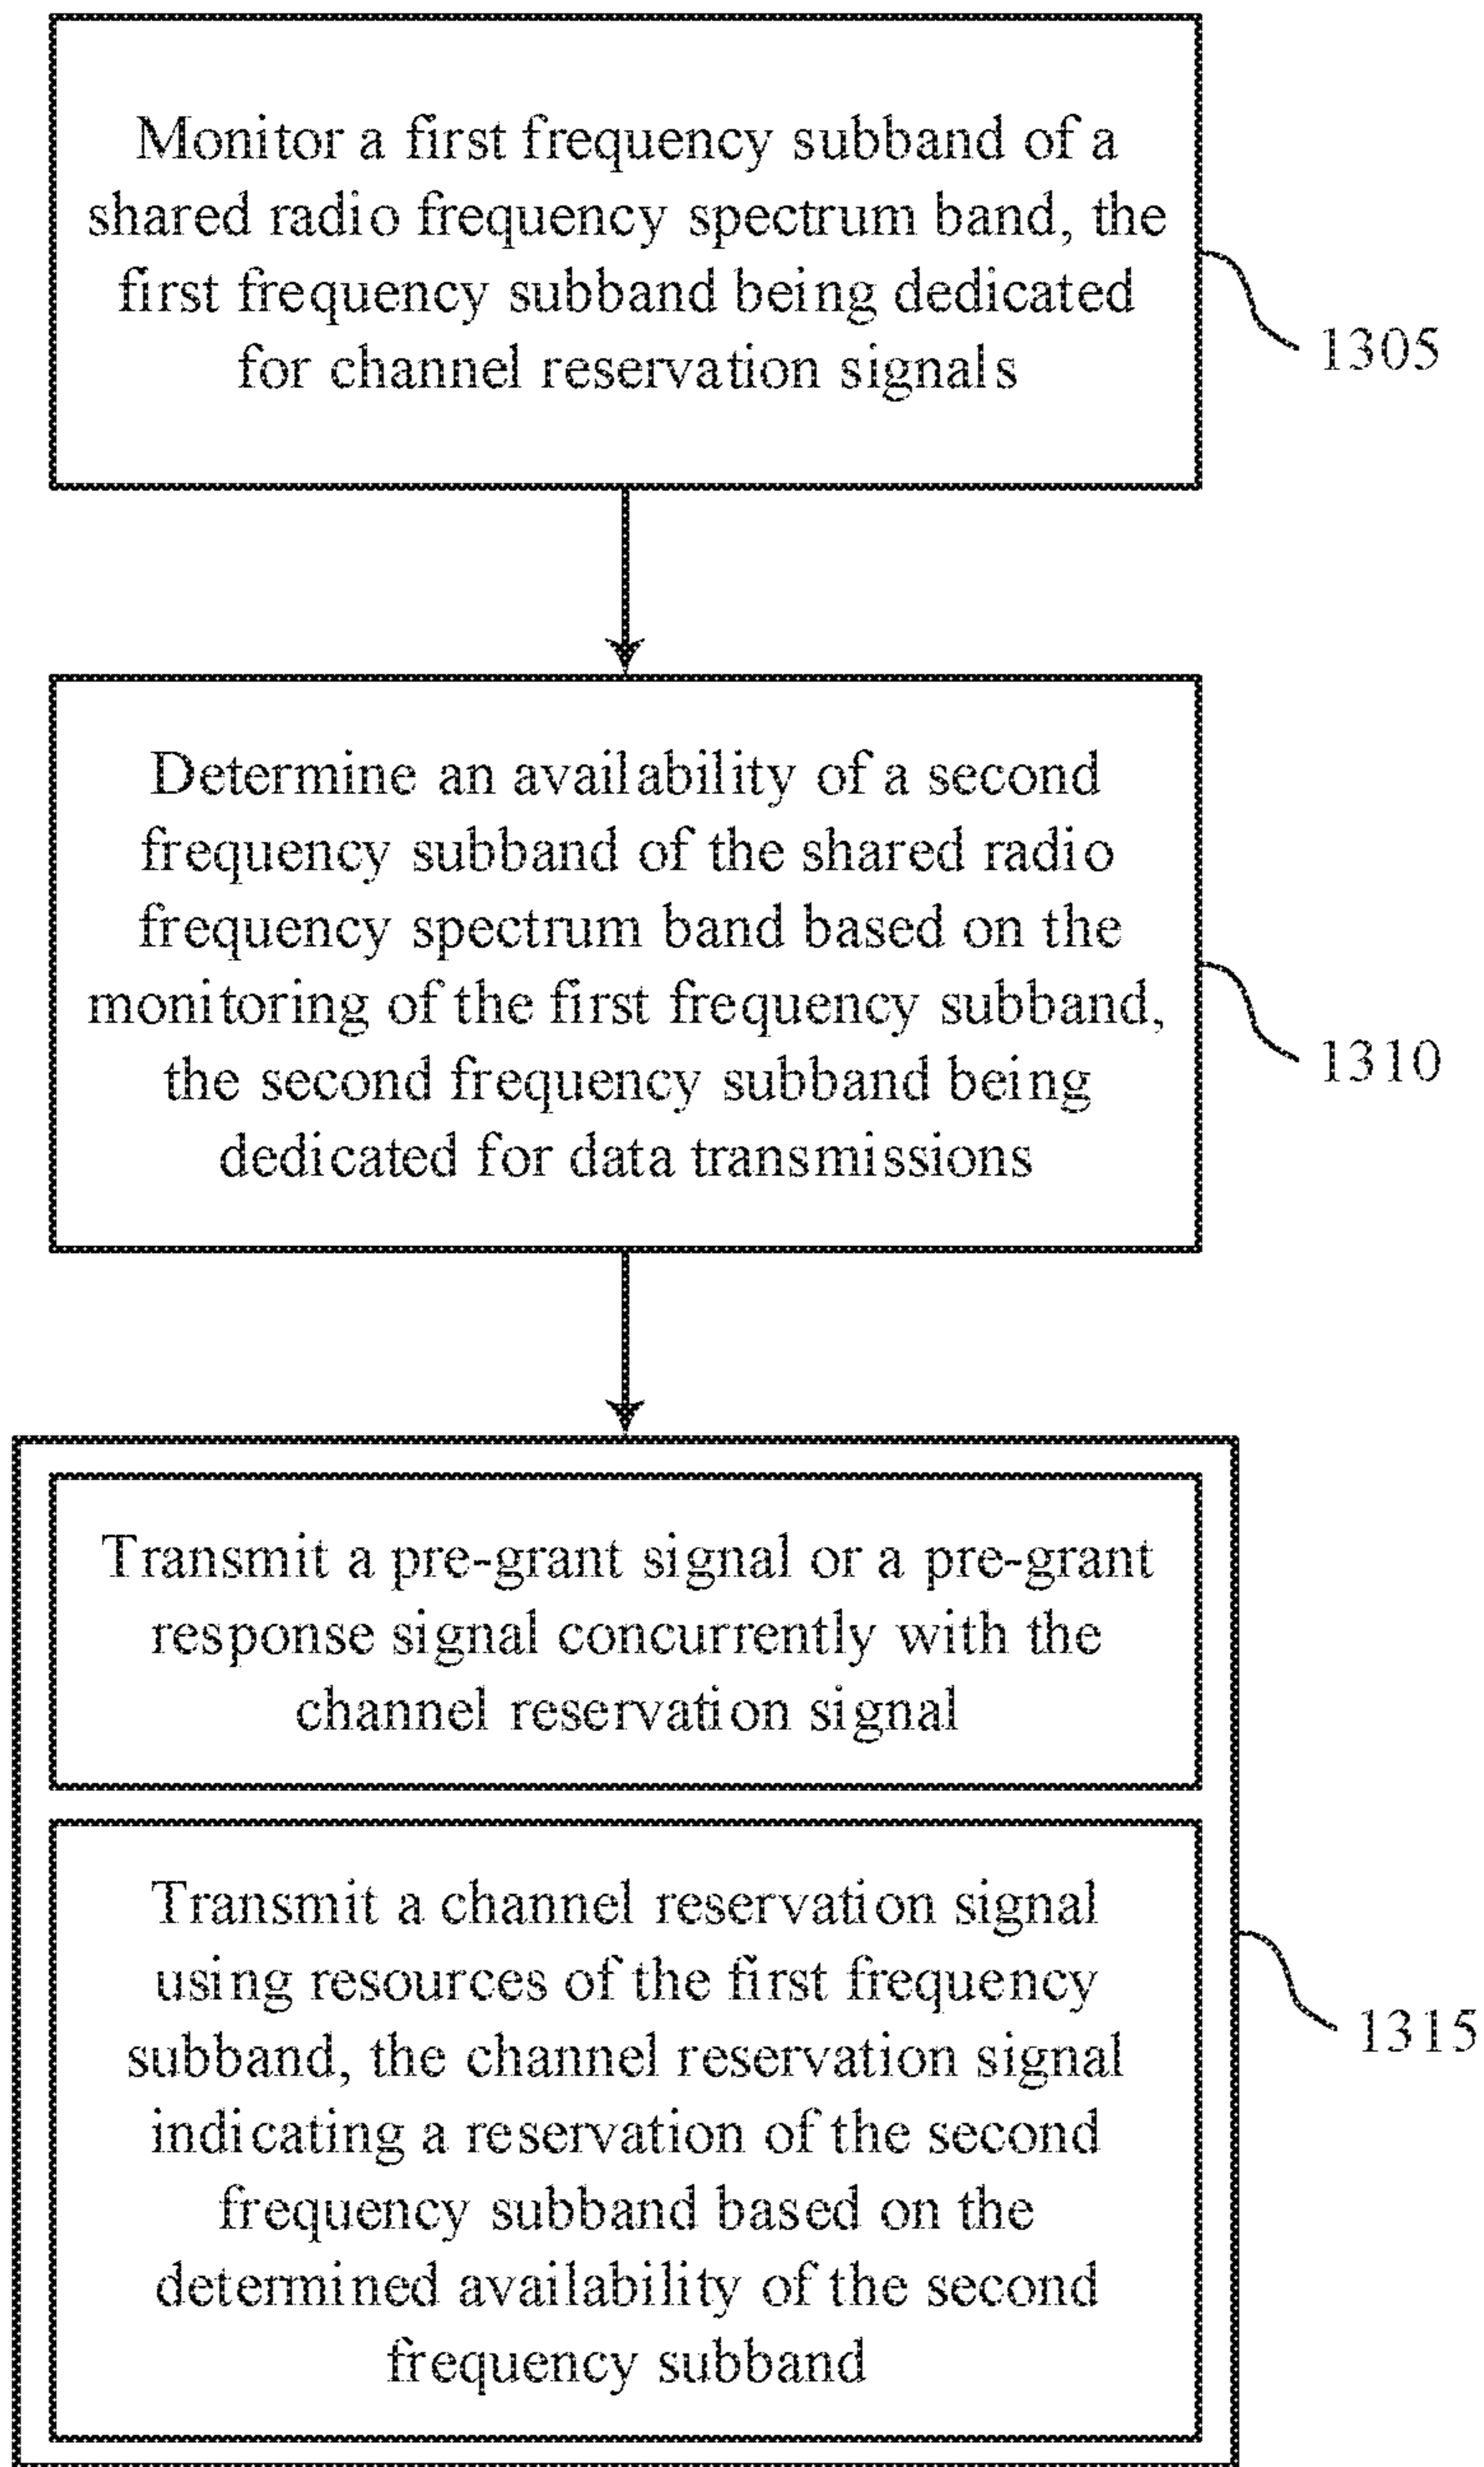 Monitor a first frequency subband of a
shared radio frequency spectrum band, the
first frequency subband being dedicated
for channel reservation signals
1305
Determine an availability of a second
frequency subband of the shared radio
frequency spectrum band based on the
monitoring of the first frequency subband,
the second frequency subband being
dedicated for data transmissions
1310
Transmit a pre-grant signal or a pre-grant
response signal concurrently with the
channel reservation signal
Transmit a channel reservation signal
using resources of the first frequency
subband, the channel reservation signal
indicating a reservation of the second
frequency subband based on the
determined availability of the second
frequency subband
1315